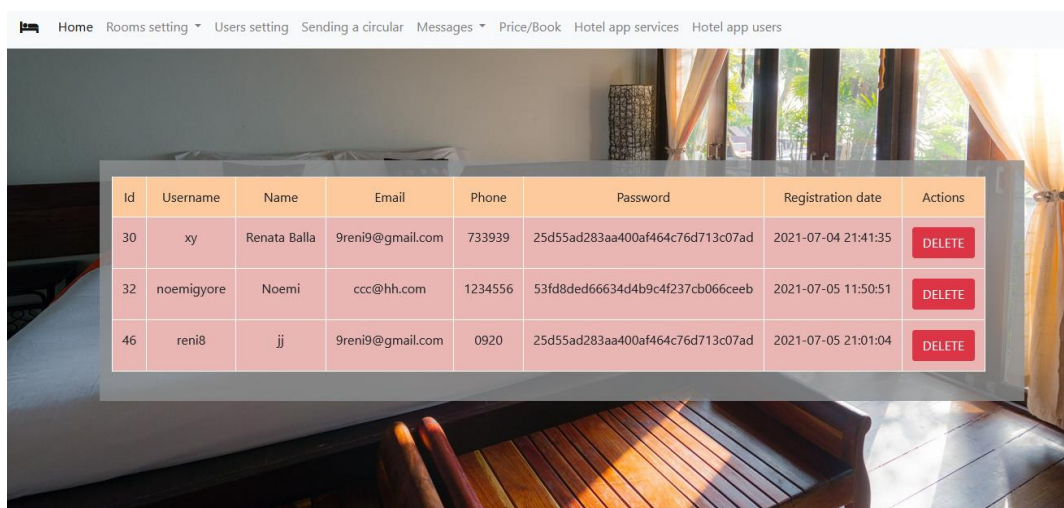 Home Rooms setting Users setting Sending a circular Messages Price/Book Hotel app services Hotel app users
Id Username Name Email Phone Password Registration date Actions
30 xy Renata Balla 9reni9@gmail.com 733939 25d55ad283aa400af464c76d713c07ad 2021-07-04 21:41:35 DELETE
32 noemigyore Noemi ccc@hh.com 1234556 53fd8ded66634d4b9c4f237cb066ceeb 2021-07-05 11:50:51 DELETE
46 reni8 jj 9reni9@gmail.com 0920 25d55ad283aa400af464c76d713c07ad 2021-07-05 21:01:04 DELETE